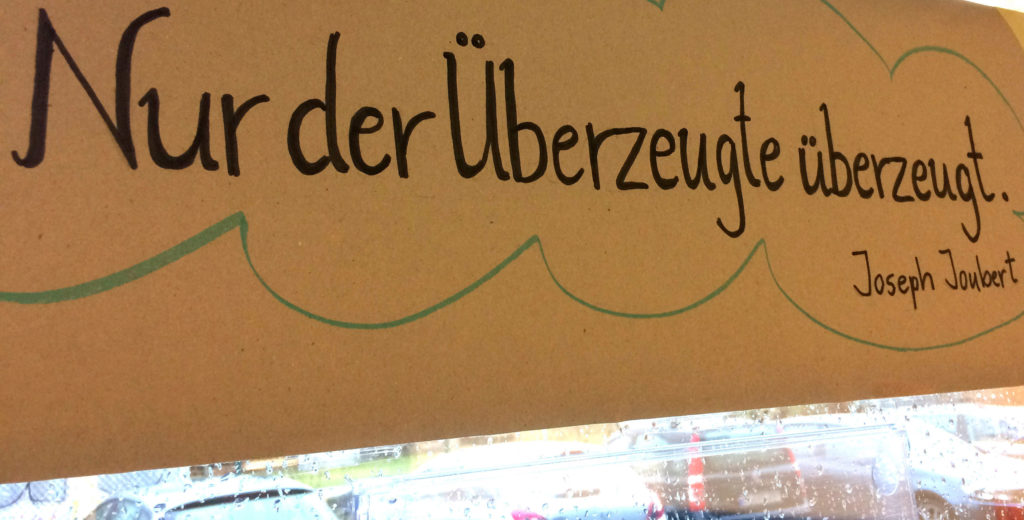 Nur der Überzeugte überzeugt.
Joseph Joubert